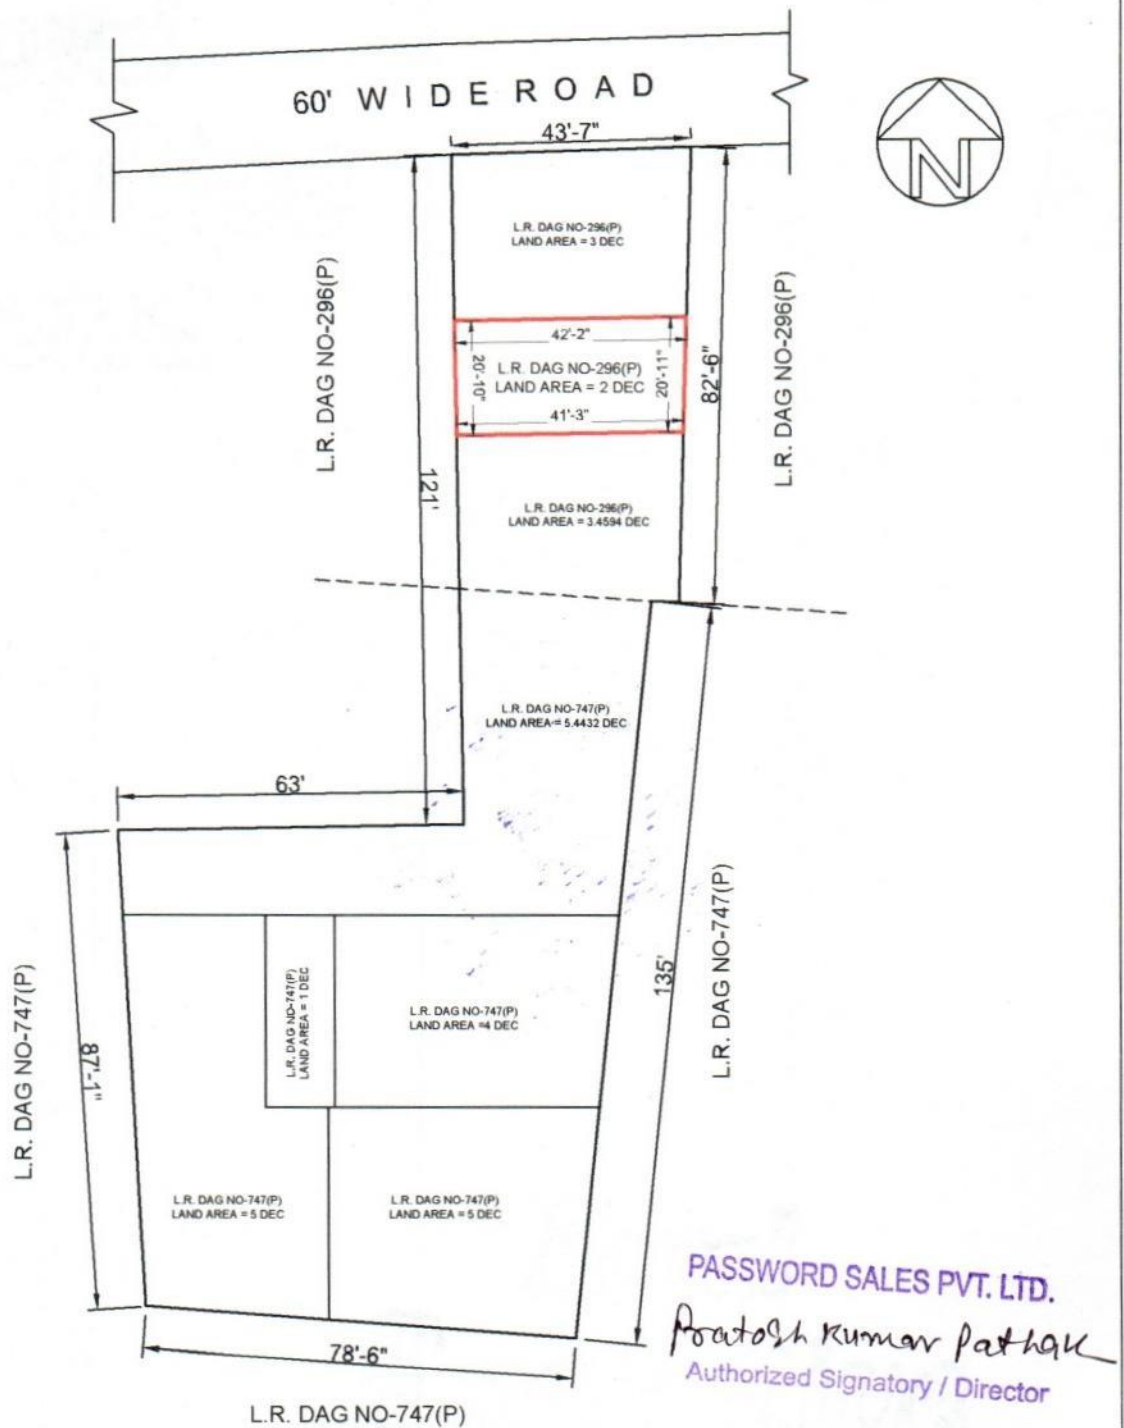 60' WIDE ROAD
43'-7"
N
L.R. DAG NO-296(P)
LAND AREA = 3 DEC
L.R. DAG NO-296(P)
L.R. DAG NO-296(P)
42'-2"
20'-10"
L.R. DAG NO-296(P)
LAND AREA = 2 DEC
20'-11"
82'-6"
41'-3"
121'
L.R. DAG NO-296(P)
LAND AREA = 3.4594 DEC
L.R. DAG NO-747(P)
LAND AREA = 5.4432 DEC
63'
L.R. DAG NO-747(P)
87'-1"
L.R. DAG NO-747(P)
LAND AREA = 1 DEC
L.R. DAG NO-747(P)
LAND AREA =4 DEC
135'
L.R. DAG NO-747(P)
L.R. DAG NO-747(P)
LAND AREA = 5 DEC
L.R. DAG NO-747(P)
LAND AREA = 5 DEC
78'-6"
L.R. DAG NO-747(P)
PASSWORD SALES PVT. LTD.
Pratosh Kumar Pathak
Authorized Signatory / Director